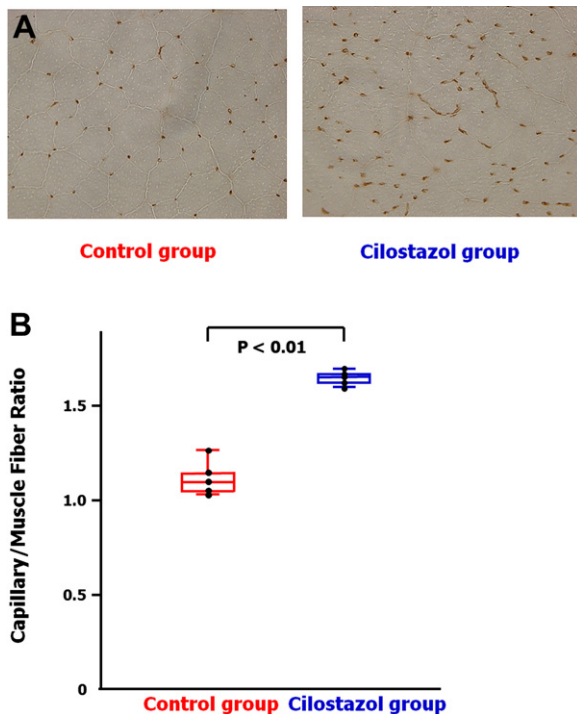 A
Control group
Cilostazol group
B
P < 0.01
Capillary/Muscle Fiber Ratio
1.5
1.0
0.5
0
Control group
Cilostazol group